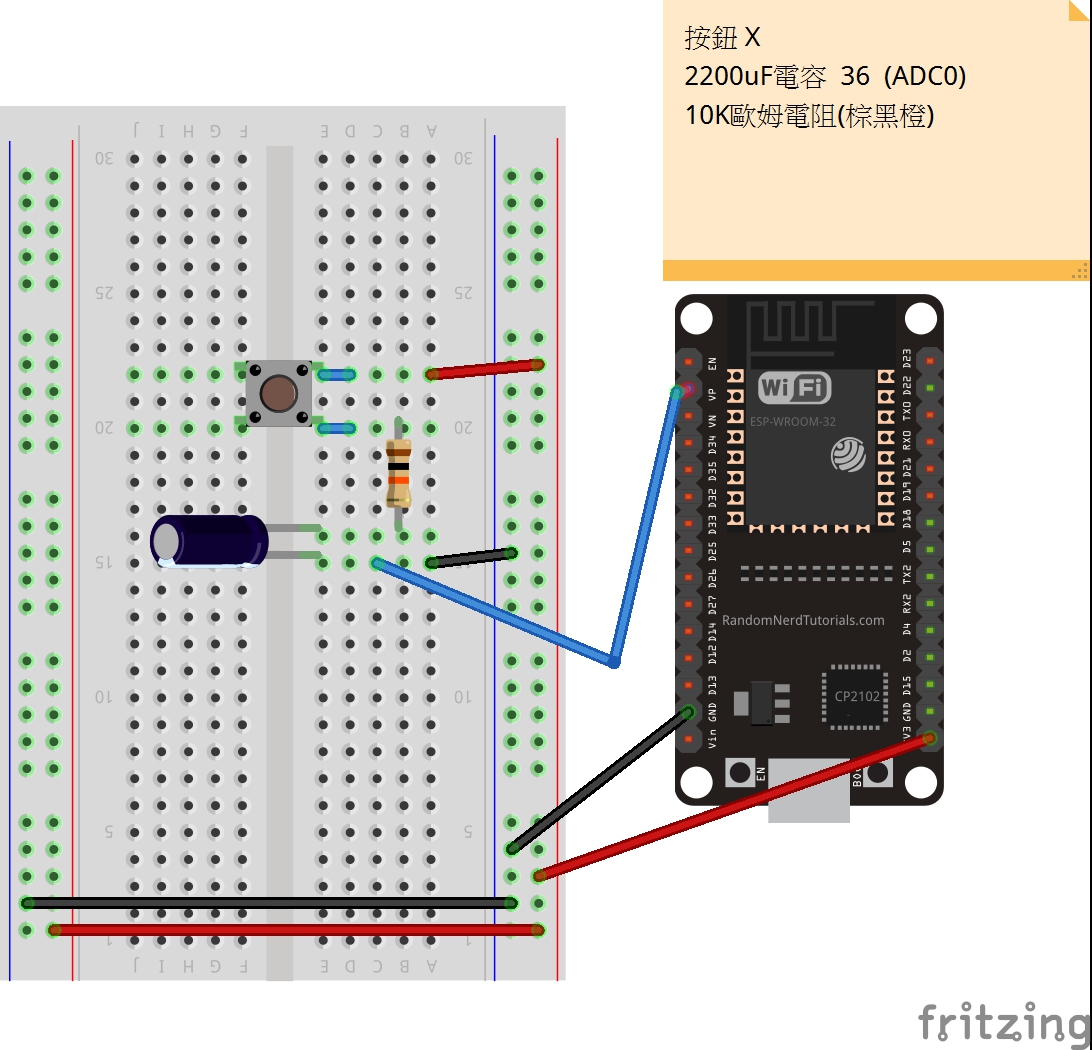 按鈕 X
2200uF電容 36 (ADC0)
10K歐姆電阻(棕黑橙)
J I H G F E D C B A
30 30
25 25
20 20
15 15
10 10
5 5
1 1
J I H G F E D C B A
EN
VP
VN
D34
D35
D32
D33
D25
D26
D27
D14
D12
D13
GND
Vin
D23
D22
TX0
RX0
D21
D19
D18
D5
TX2
RX2
D4
D2
D15
GND
V3
WiFi
ESP-WROOM-32
RandomNerdTutorials.com
CP2102
EN
fritzing